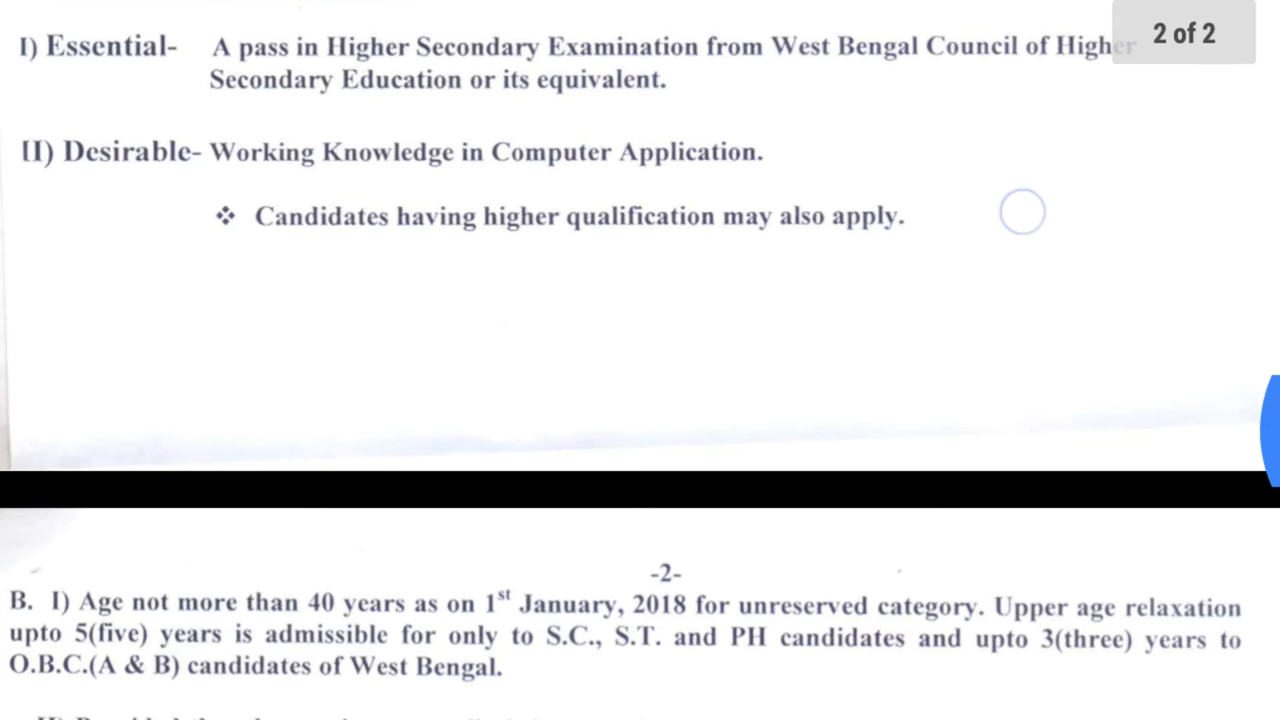 2 of 2
I) Essential- A pass in Higher Secondary Examination from West Bengal Council of Higher
Secondary Education or its equivalent.
II) Desirable- Working Knowledge in Computer Application.
❖ Candidates having higher qualification may also apply.
-2-
B. I) Age not more than 40 years as on 1st January, 2018 for unreserved category. Upper age relaxation
upto 5(five) years is admissible for only to S.C., S.T. and PH candidates and upto 3(three) years to
O.B.C.(A & B) candidates of West Bengal.